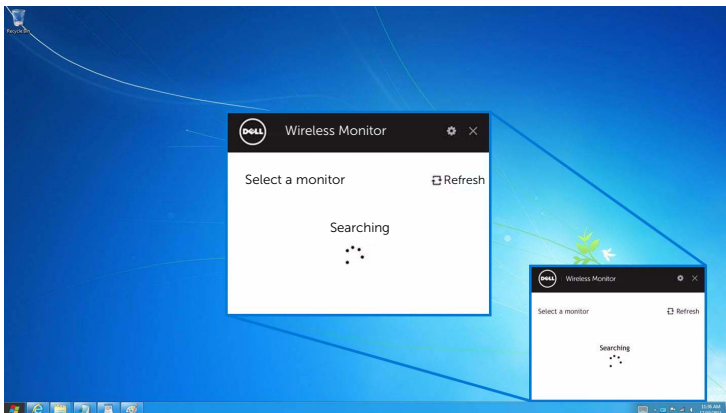 Recycle Bin
DELL
Wireless Monitor
Select a monitor
Refresh
Searching
DELL
Wireless Monitor
Select a monitor
Refresh
Searching